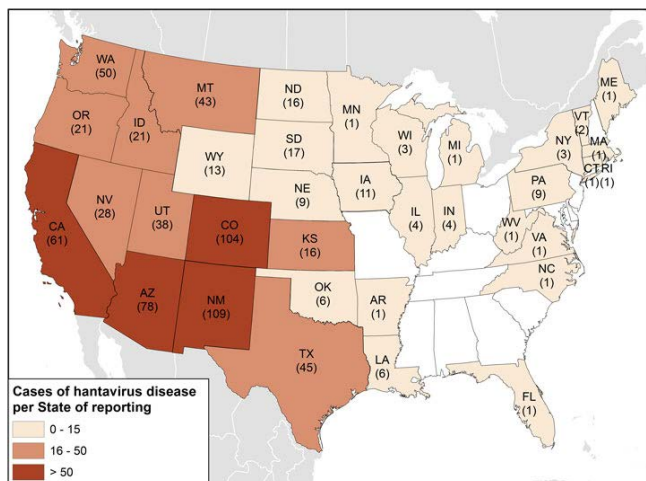 WA
(50)
MT
(43)
ND
(16)
MN
(1)
ME
(1)
OR
(21)
ID
(21)
WY
(13)
SD
(17)
WI
(3)
MI
(1)
NY
(3)
VT
(2)
MA
(1)
CT
(1)
RI
(1)
CA
(61)
NV
(28)
UT
(38)
CO
(104)
NE
(9)
IA
(11)
IL
(4)
IN
(4)
PA
(9)
WV
(1)
VA
(1)
KS
(16)
NC
(1)
AZ
(78)
NM
(109)
OK
(6)
AR
(1)
TX
(45)
LA
(6)
FL
(1)
Cases of hantavirus disease
per State of reporting
0 - 15
16 - 50
> 50